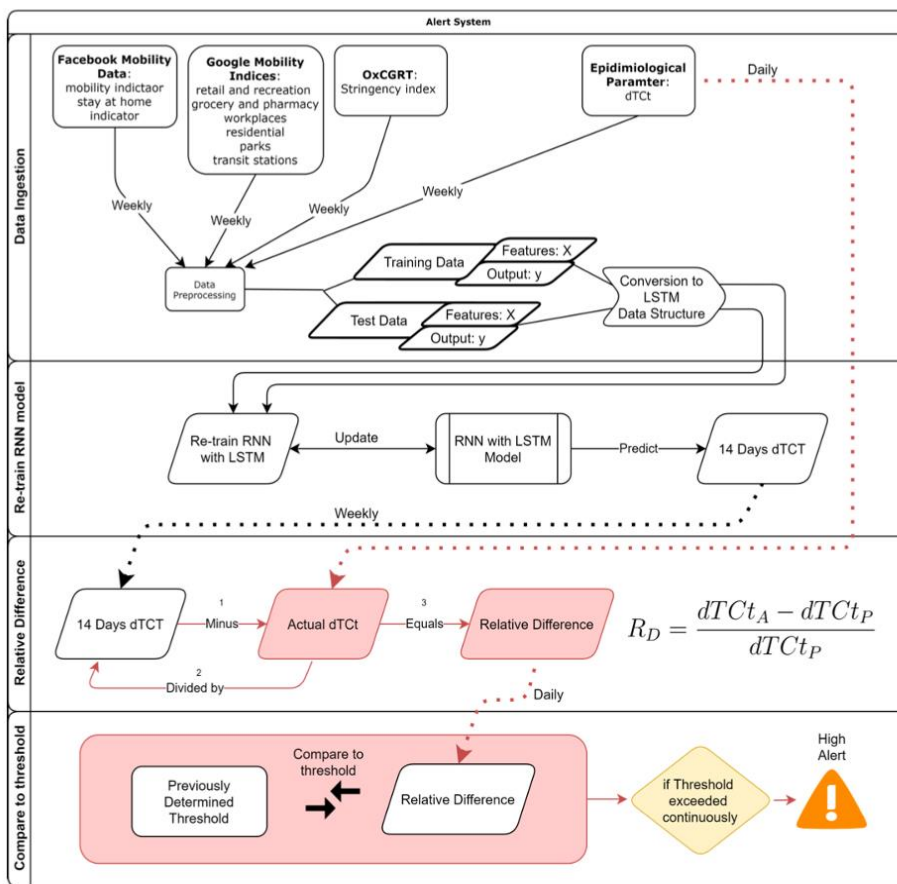 Alert System
Data Ingestion
Facebook Mobility
Data:
mobility indictaor
stay at home
indicator
Google Mobility
Indices:
retail and recreation
grocery and pharmacy
workplaces
residential
parks
transit stations
OxCGRT:
Stringency index
Epidimiological
Paramter:
dTCt
Daily
Weekly
Weekly
Weekly
Weekly
Data
Preprocessing
Training Data
Features: X
Output: y
Test Data
Features: X
Output: y
Conversion to
LSTM
Data Structure
Re-train RNN model
Re-train RNN
with LSTM
Update
RNN with LSTM
Model
Predict
14 Days dTCT
Weekly
Relative Difference
14 Days dTCT
1
Minus
Actual dTCt
3
Equals
Relative Difference
2
Divided by
R_D = \frac{dTCt_A - dTCt_P}{dTCt_P}
Daily
Compare to threshold
Previously
Determined
Threshold
Compare to
threshold
Relative Difference
if Threshold
exceeded
continuously
High
Alert